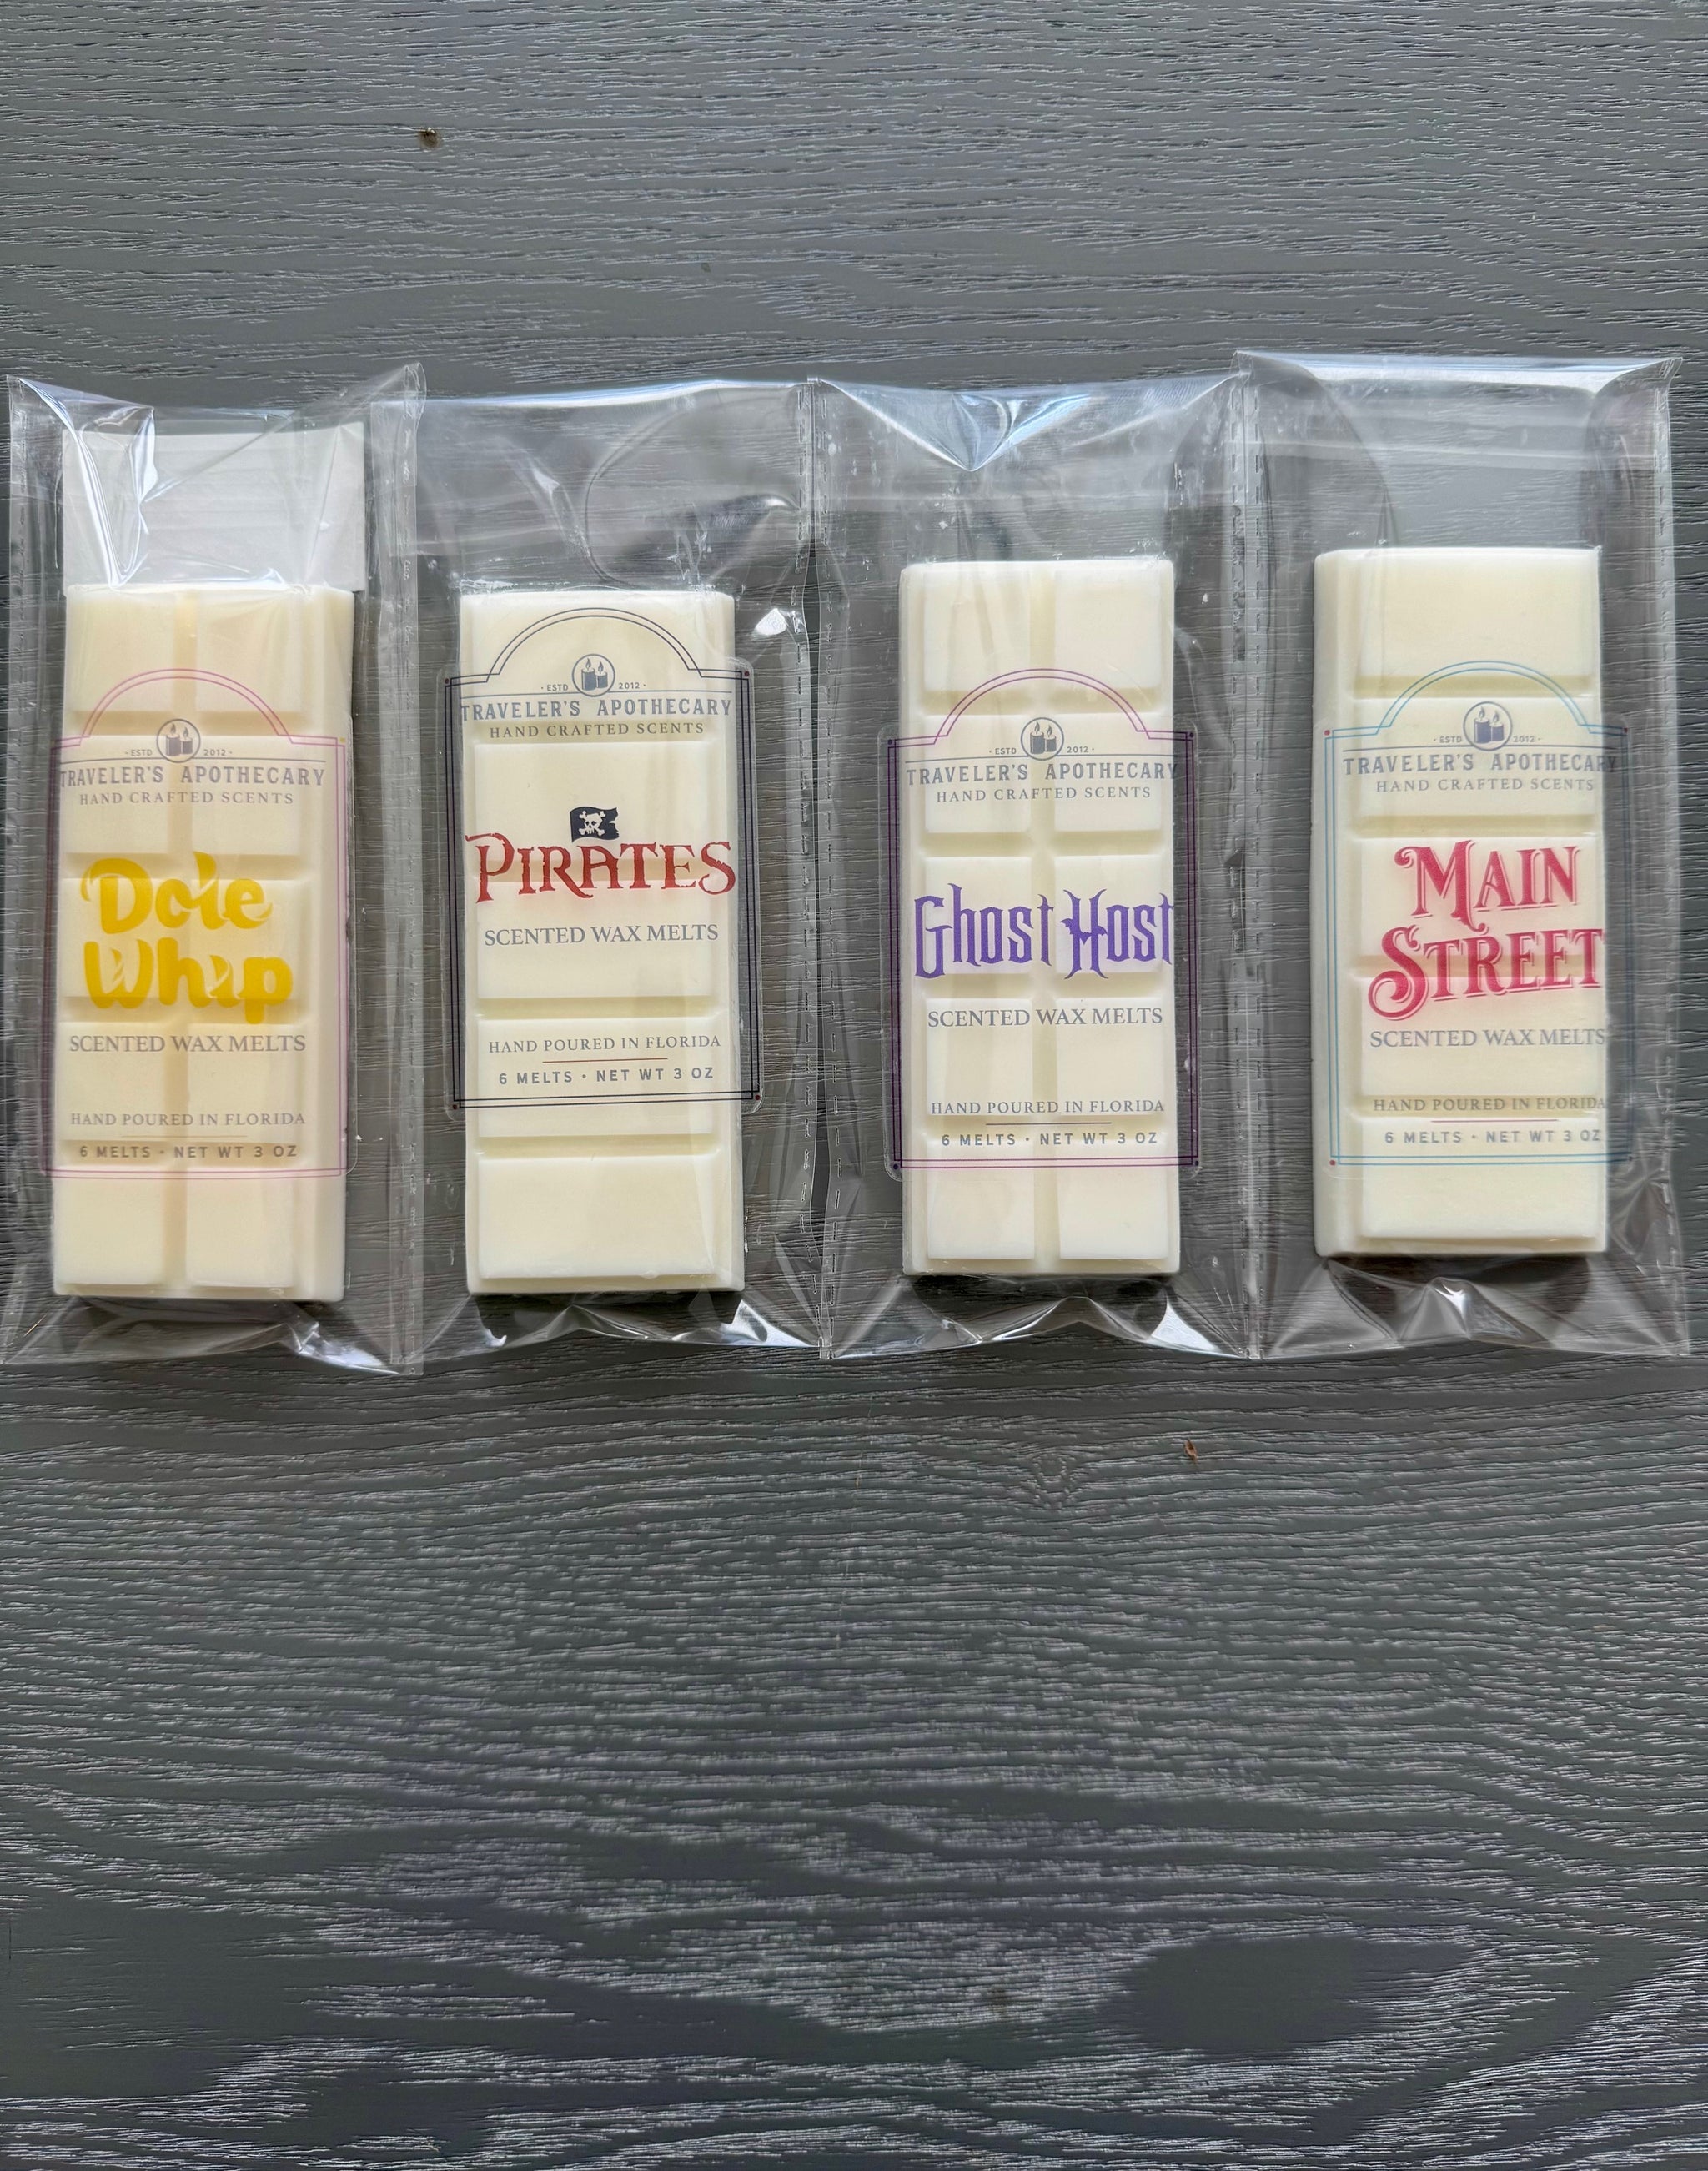 · ESTD 2012 ·
TRAVELER'S APOTHECARY
HAND CRAFTED SCENTS
Dole
Whip
SCENTED WAX MELTS
HAND POURED IN FLORIDA
6 MELTS · NET WT 3 OZ
· ESTD 2012 ·
TRAVELER'S APOTHECARY
HAND CRAFTED SCENTS
PIRATES
SCENTED WAX MELTS
HAND POURED IN FLORIDA
6 MELTS · NET WT 3 OZ
· ESTD 2012 ·
TRAVELER'S APOTHECARY
HAND CRAFTED SCENTS
Ghost Host
SCENTED WAX MELTS
HAND POURED IN FLORIDA
6 MELTS · NET WT 3 OZ
· ESTD 2012 ·
TRAVELER'S APOTHECARY
HAND CRAFTED SCENTS
MAIN
STREET
SCENTED WAX MELTS
HAND POURED IN FLORIDA
6 MELTS · NET WT 3 OZ